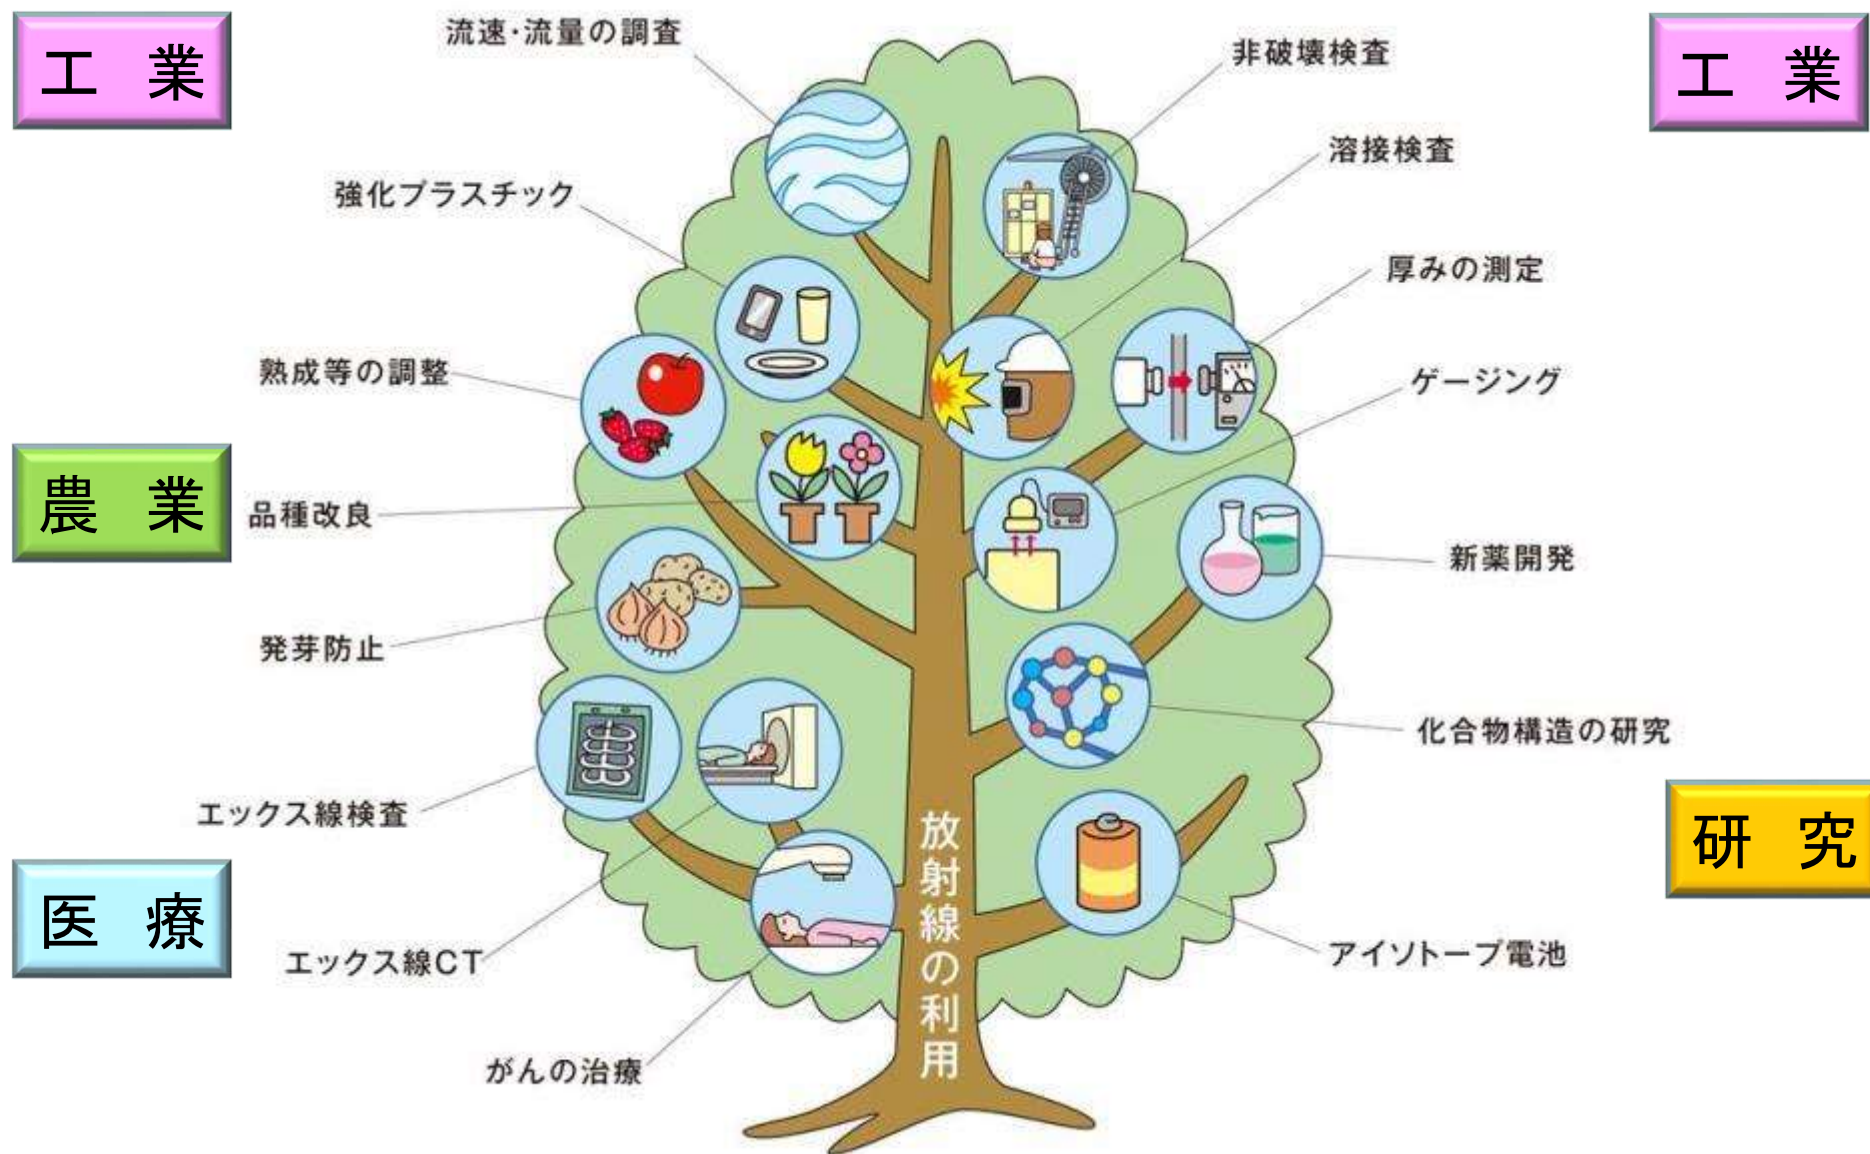 工業
流速・流量の調査
強化プラスチック
農業
熟成等の調整
品種改良
発芽防止
医療
エックス線検査
エックス線CT
がんの治療
放射線の利用
工業
非破壊検査
溶接検査
厚みの測定
ゲージング
研究
新薬開発
化合物構造の研究
アイソトープ電池